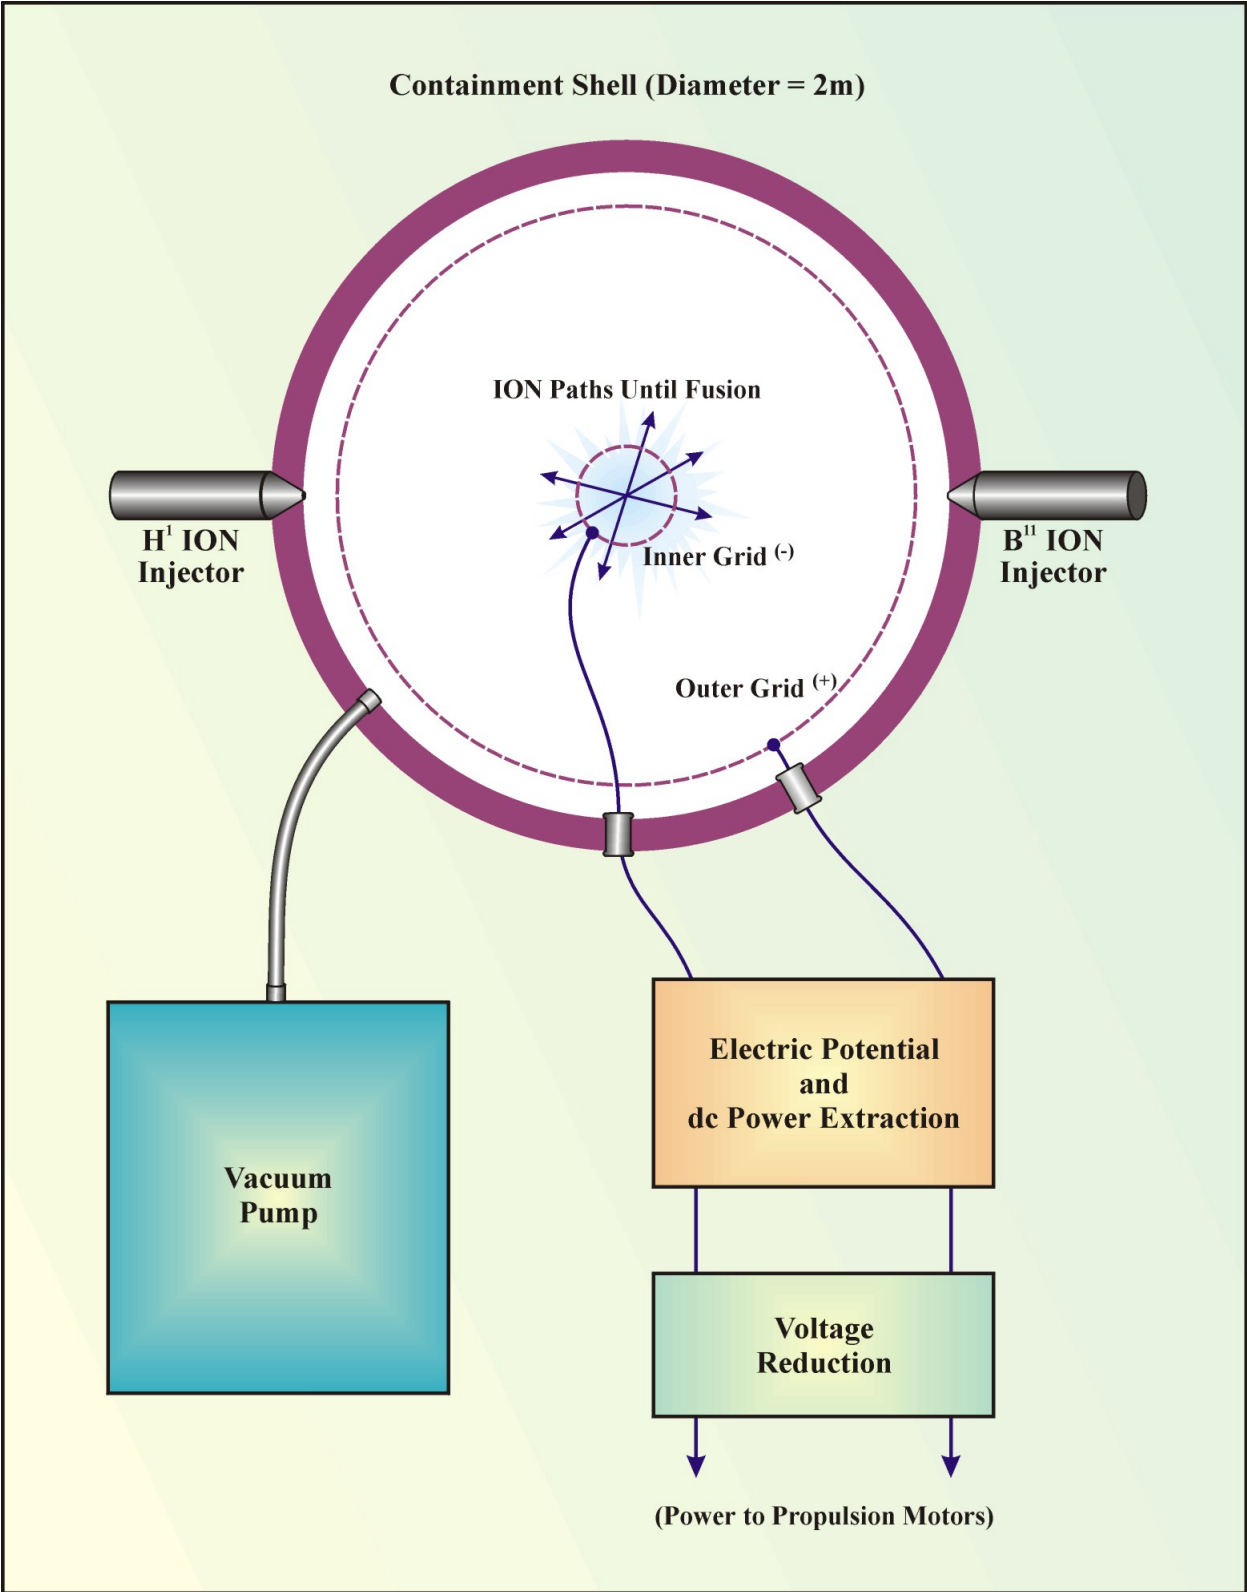 Containment Shell (Diameter = 2m)
ION Paths Until Fusion
H¹ ION
Injector
B¹¹ ION
Injector
Inner Grid (-)
Outer Grid (+)
Electric Potential
and
dc Power Extraction
Vacuum
Pump
Voltage
Reduction
(Power to Propulsion Motors)